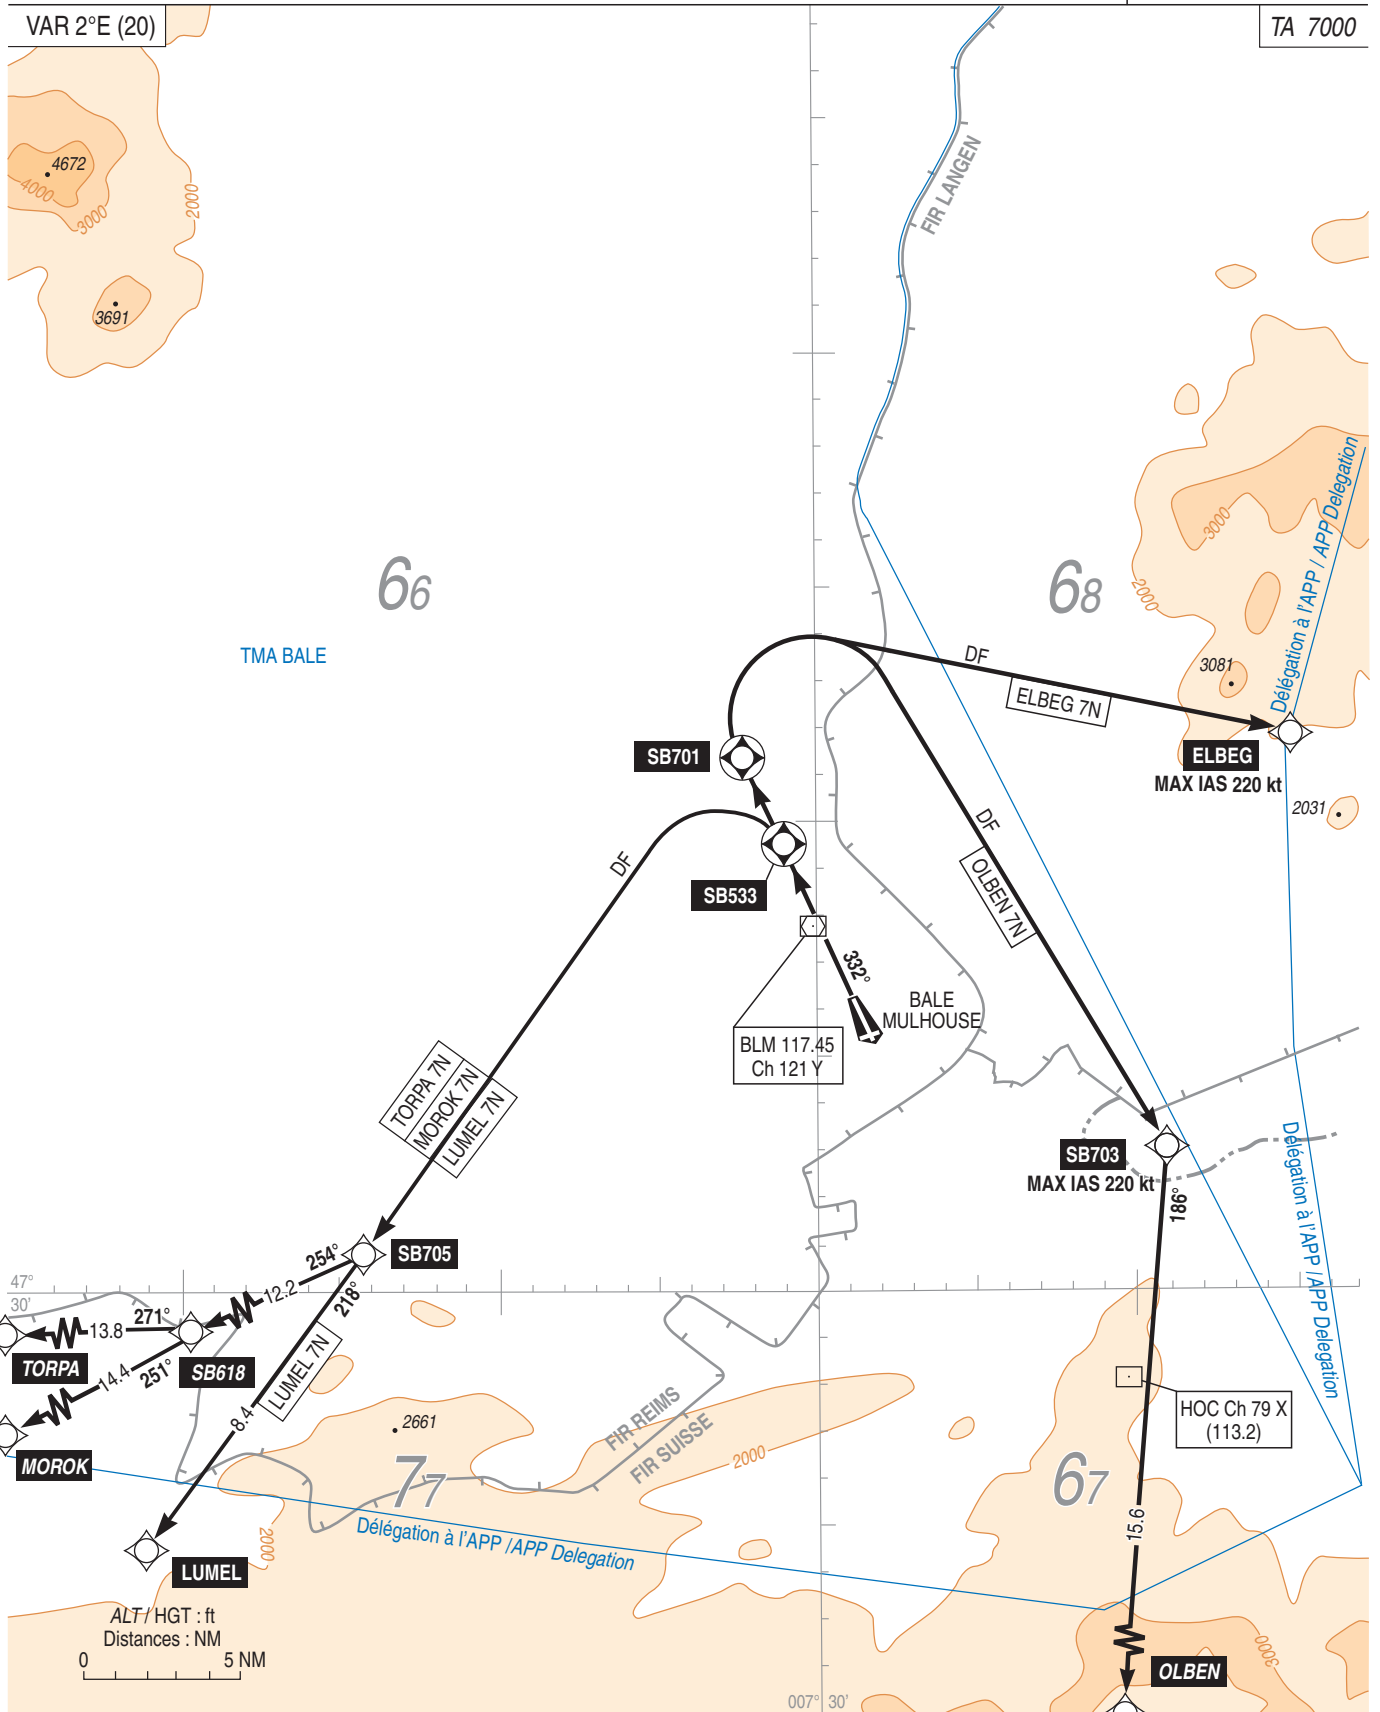 VAR 2°E (20)
TA 7000
4672
4000
3000
2000
3691
FIR LANGEN
66
68
3000
2000
Délégation à l'APP / APP Delegation
TMA BALE
DF
ELBEG 7N
3081
ELBEG
MAX IAS 220 kt
2031
SB701
DF
SB533
DF
OLBEN 7N
332°
BALE
MULHOUSE
BLM 117.45
Ch 121 Y
TORPA 7N
MOROK 7N
LUMEL 7N
SB703
MAX IAS 220 kt
186°
Délégation à l'APP /APP Delegation
SB705
254°
12.2
218°
47°
30'
271°
13.8
TORPA
14.4
251°
SB618
LUMEL 7N
8.4
MOROK
2661
FIR REIMS
FIR SUISSE
2000
77
67
HOC Ch 79 X
(113.2)
15.6
Délégation à l'APP /APP Delegation
2000
LUMEL
ALT / HGT : ft
Distances : NM
0 5 NM
3000
OLBEN
007° 30'